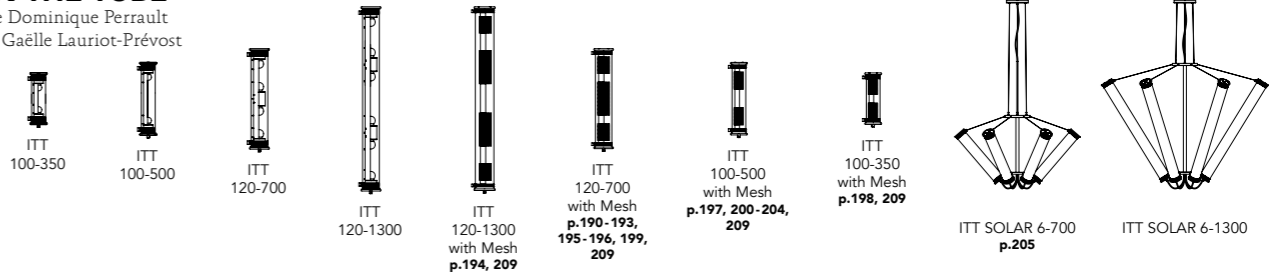 Dominique Perrault
Gaëlle Lauriot-Prévost
ITT
100-350
ITT
100-500
ITT
120-700
ITT
120-1300
ITT
120-1300
with Mesh
p.194, 209
ITT
120-700
with Mesh
p.190-193,
195-196, 199,
209
ITT
100-500
with Mesh
p.197, 200-204,
209
ITT
100-350
with Mesh
p.198, 209
ITT SOLAR 6-700
p.205
ITT SOLAR 6-1300